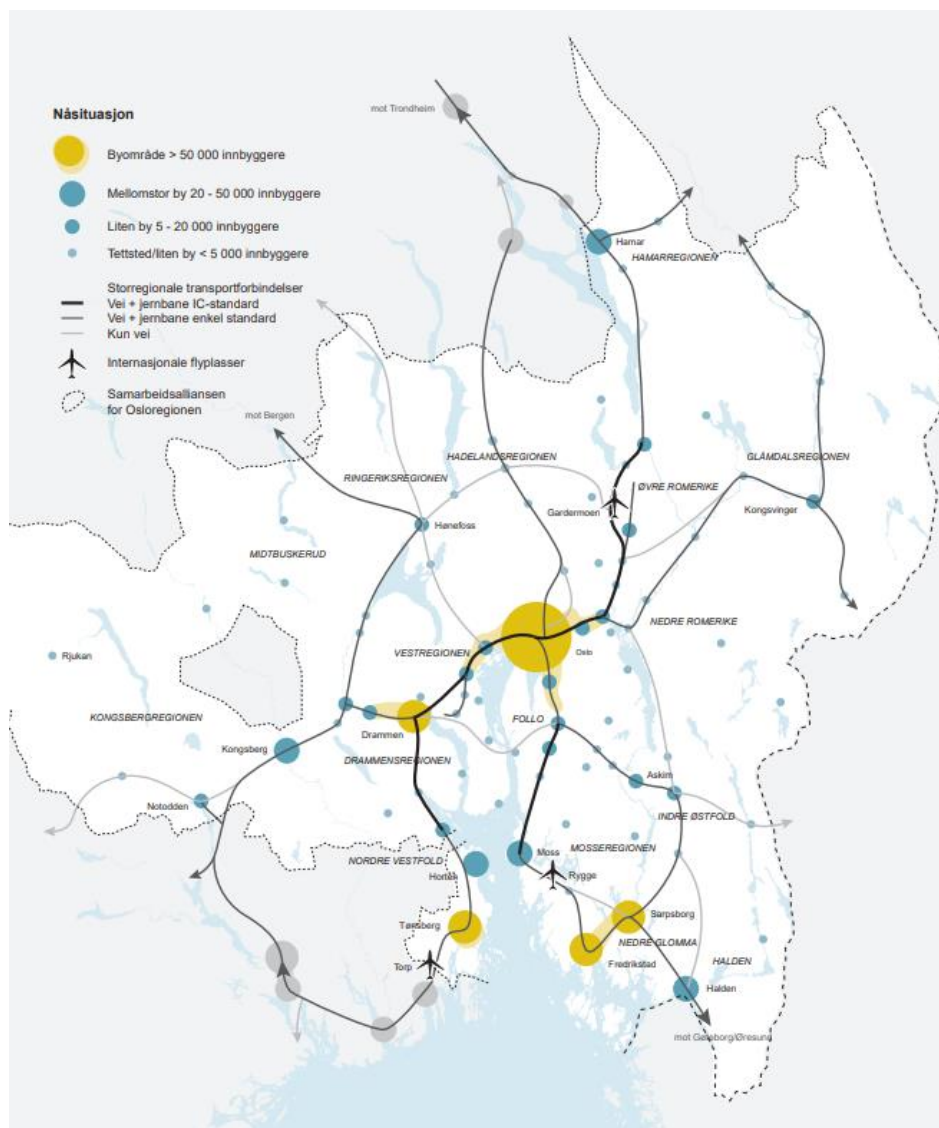 mot Trondheim
Nåsituasjon
Byområde > 50 000 innbyggere
Mellomstor by 20 - 50 000 innbyggere
Liten by 5 - 20 000 innbyggere
Tettsted/liten by < 5 000 innbyggere
Storregionale transportforbindelser
Vei + jernbane IC-standard
Vei + jernbane enkel standard
Kun vei
Internasjonale flyplasser
Samarbeidsalliansen
for Osloregionen
Hamar
HAMARREGIONEN
mot Bergen
HADELANDSREGIONEN
GLÅMDALSREGIONEN
RINGERIKSREGIONEN
ØVRE ROMERIKE
Gardermoen
Kongsvinger
Hønefoss
MIDTBUSKERUD
NEDRE ROMERIKE
VESTREGIONEN
Oslo
Rjukan
KONGSBERGREGIONEN
FOLLO
Drammen
Kongsberg
DRAMMENSREGIONEN
Askim
Notodden
INDRE ØSTFOLD
Moss
MOSSEREGIONEN
NORDRE VESTFOLD
Horten
Rygge
Sarpsborg
Tønsberg
NEDRE GLOMMA
Torp
Fredrikstad
HALDEN
Halden
mot Gøteborg/Øresund